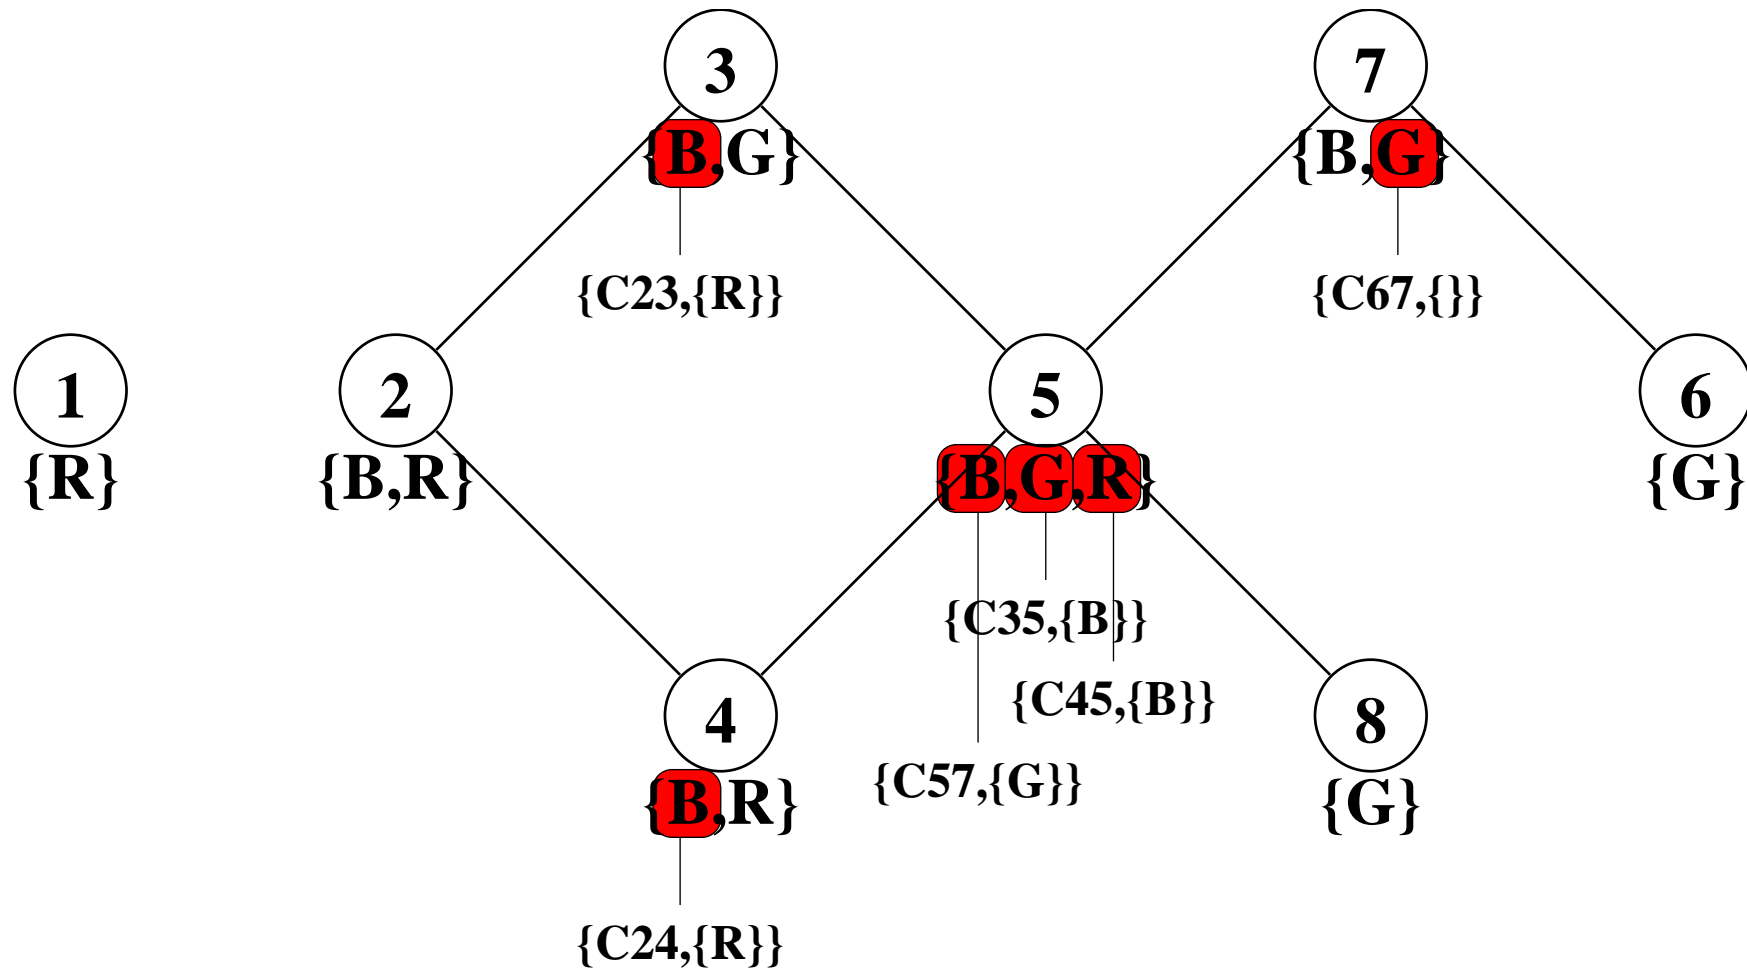 3
7
{B,G}
{B,G}
{C23,{R}}
{C67,{}}
1
2
5
6
{R}
{B,R}
{B,G,R}
{G}
{C35,{B}}
{C45,{B}}
4
8
{C57,{G}}
{B,R}
{G}
{C24,{R}}